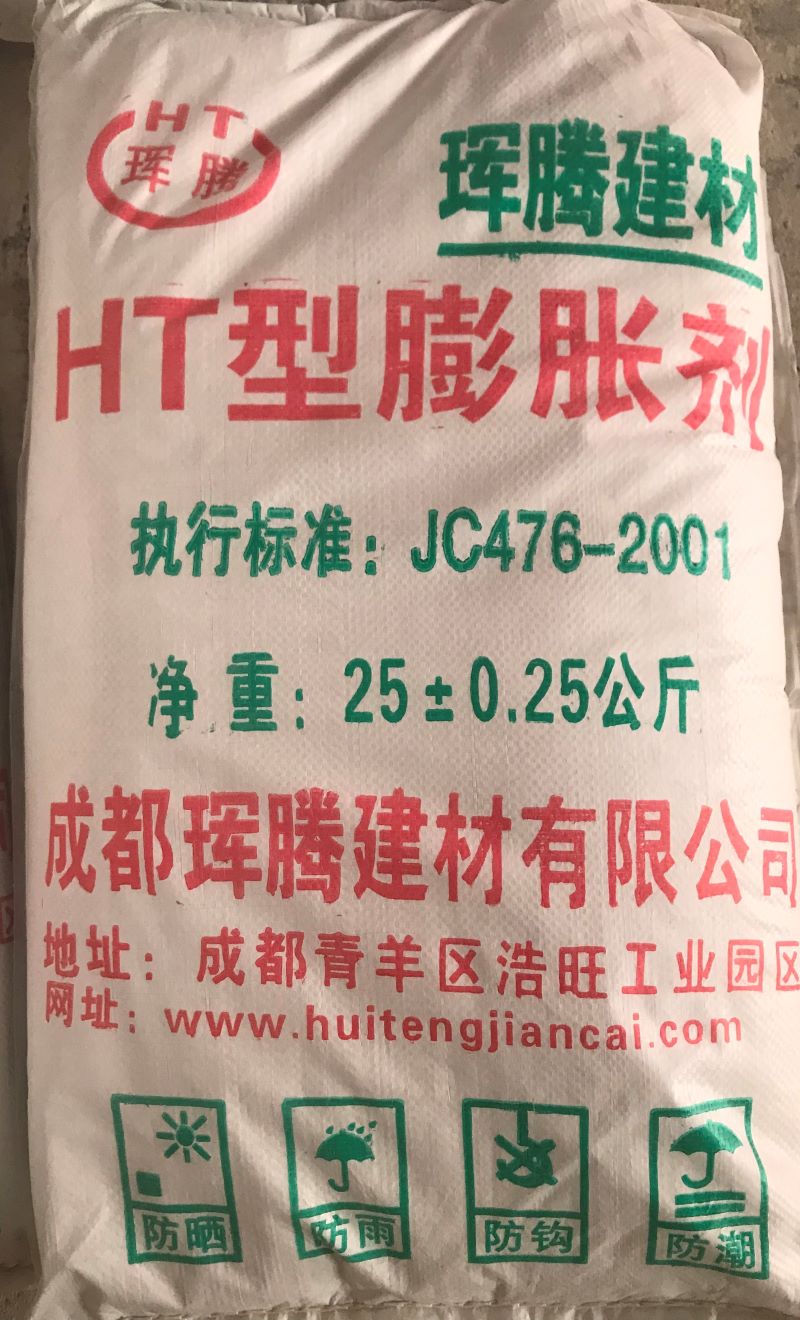 HT
珲腾
珲腾建材
HT型膨胀剂
执行标准：JC476-2001
净重：25±0.25公斤
成都珲腾建材有限公司
地址：成都青羊区浩旺工业园区
网址：www.huitengjiancai.com
防晒 防雨 防钩 防潮